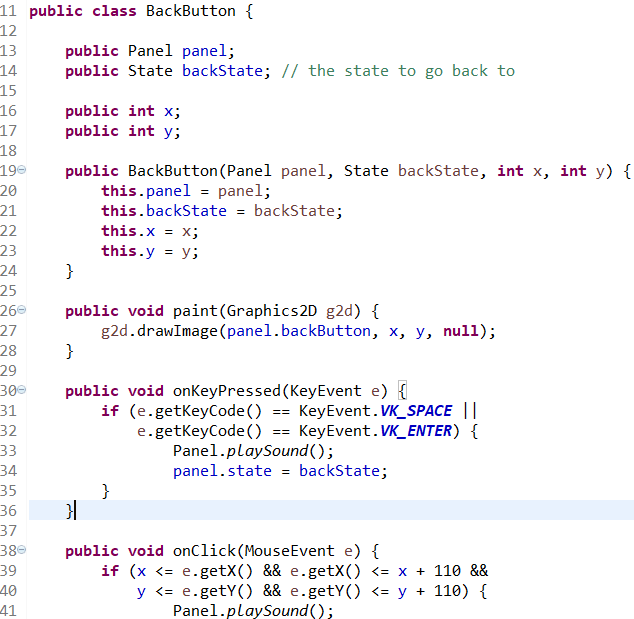 11 public class BackButton {
12
13     public Panel panel;
14     public State backState; // the state to go back to
15
16     public int x;
17     public int y;
18
19     public BackButton(Panel panel, State backState, int x, int y) {
20         this.panel = panel;
21         this.backState = backState;
22         this.x = x;
23         this.y = y;
24     }
25
26     public void paint(Graphics2D g2d) {
27         g2d.drawImage(panel.backButton, x, y, null);
28     }
29
30     public void onKeyPressed(KeyEvent e) {
31         if (e.getKeyCode() == KeyEvent.VK_SPACE ||
32             e.getKeyCode() == KeyEvent.VK_ENTER) {
33                 Panel.playSound();
34                 panel.state = backState;
35         }
36     }
37
38     public void onClick(MouseEvent e) {
39         if (x <= e.getX() && e.getX() <= x + 110 &&
40             y <= e.getY() && e.getY() <= y + 110) {
41                 Panel.playSound();